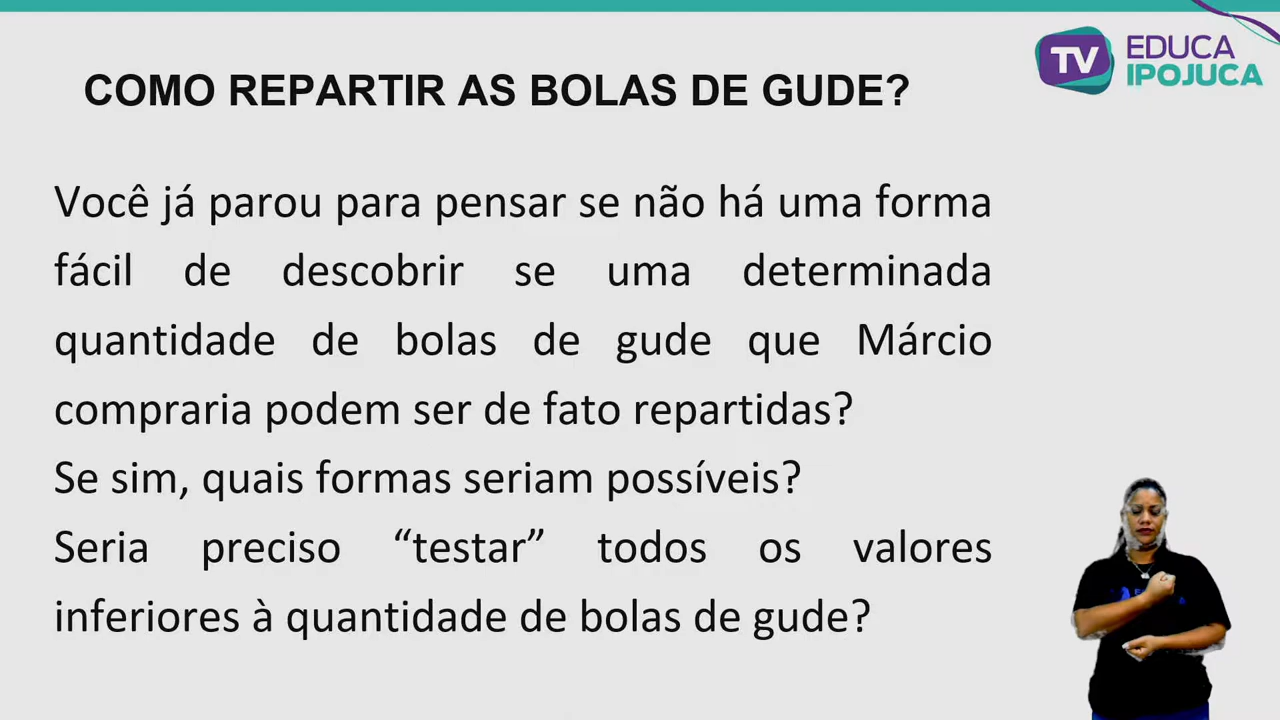 COMO REPARTIR AS BOLAS DE GUDE?
TV EDUCA
IPOJUCA
Você já parou para pensar se não há uma forma
fácil de descobrir se uma determinada
quantidade de bolas de gude que Márcio
compraria podem ser de fato repartidas?
Se sim, quais formas seriam possíveis?
Seria preciso “testar” todos os valores
inferiores à quantidade de bolas de gude?